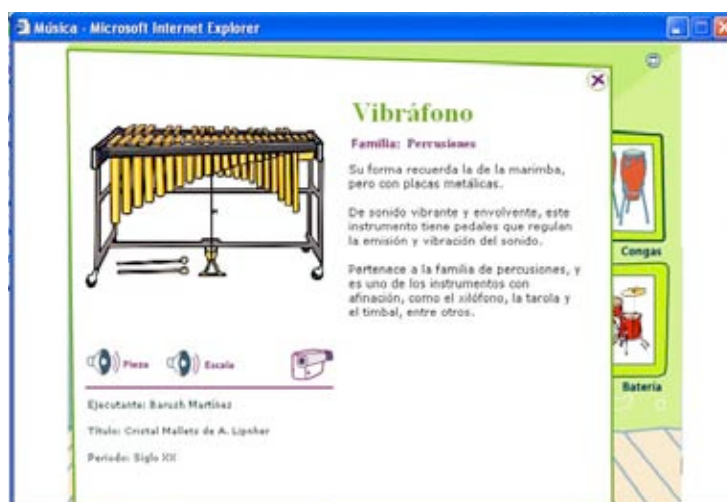 Música - Microsoft Internet Explorer
Vibráfono
Familia: Percusiones
Su forma recuerda la de la marimba,
pero con placas metálicas.
De sonido vibrante y envolvente, este
instrumento tiene pedales que regulan
la emisión y vibración del sonido.
Pertenece a la familia de percusiones, y
es uno de los instrumentos con
afinación, como el xilófono, la tarola y
el timbal, entre otros.
Congas
Batería
Pieza
Escala
Ejecutante: Barush Martínez
Título: Cristal Mallets de A. Lipsher
Periodo: Siglo XX